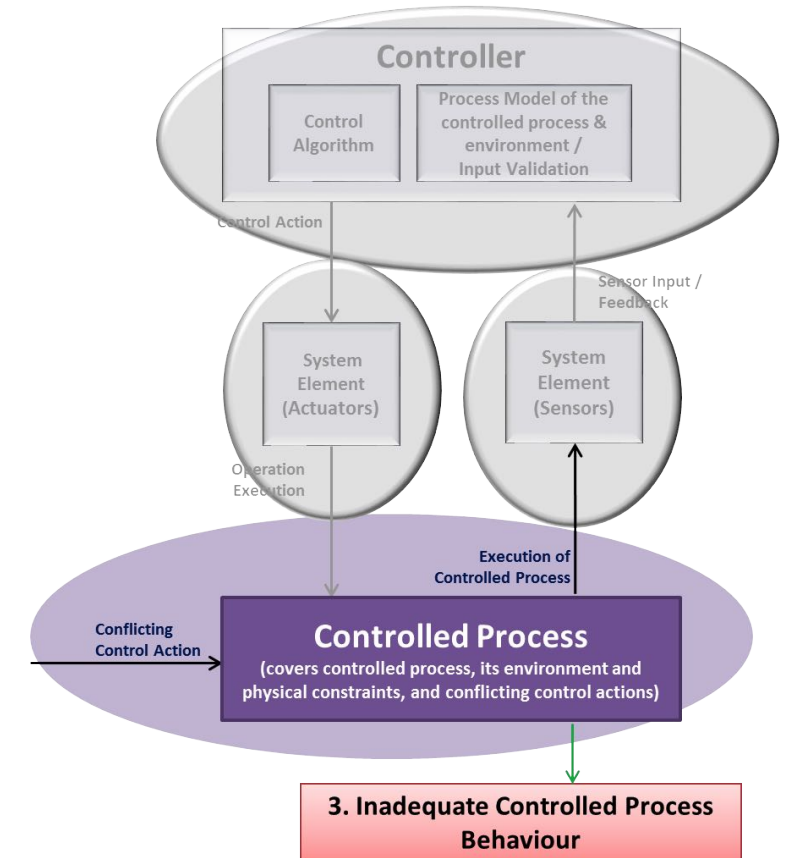 Controller
Control
Algorithm
Process Model of the
controlled process &
environment /
Input Validation
Control Action
Sensor Input /
Feedback
System
Element
(Actuators)
System
Element
(Sensors)
Operation
Execution
Execution of
Controlled Process
Conflicting
Control Action
Controlled Process
(covers controlled process, its environment and
physical constraints, and conflicting control actions)
3. Inadequate Controlled Process
Behaviour